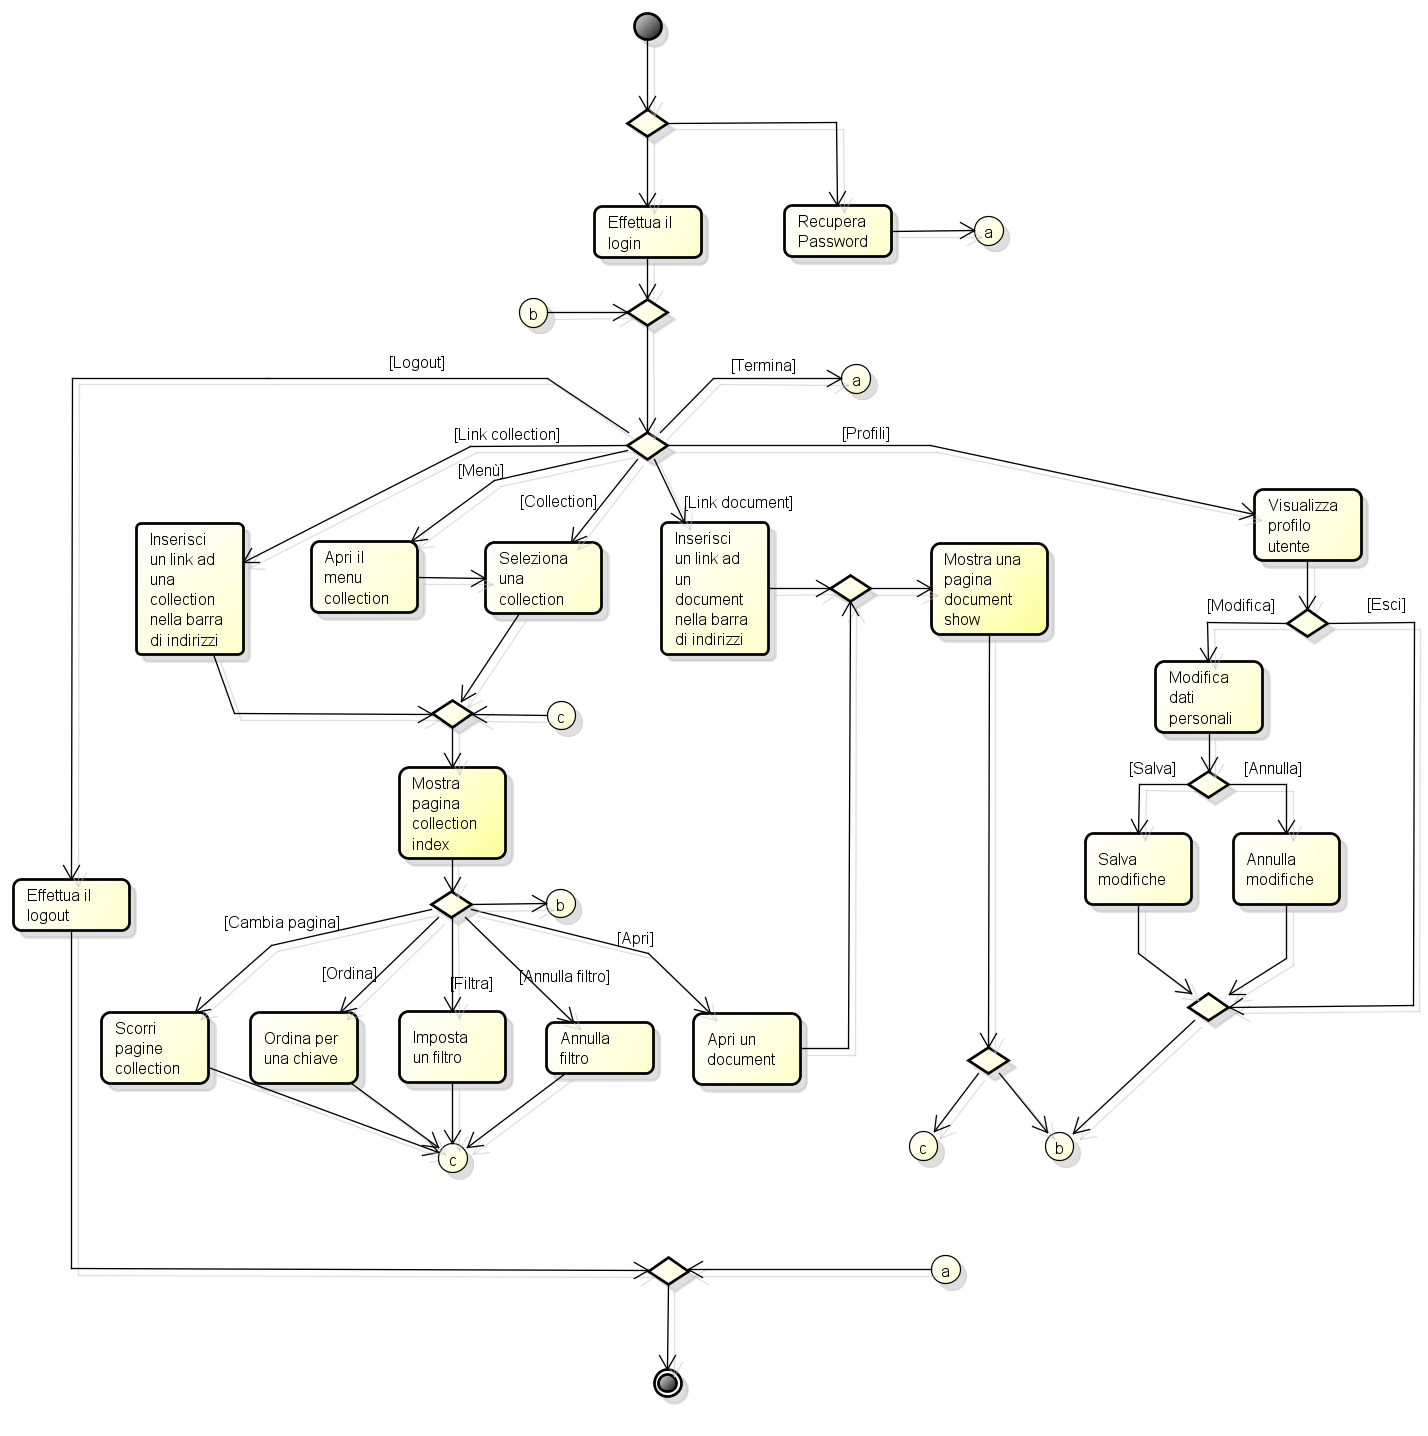 Effettua il
login
Recupera
Password
a
b
[Logout]
[Termina]
a
[Link collection]
[Profili]
[Menù]
[Collection]
[Link document]
Inserisci
un link ad
una
collection
nella barra
di indirizzi
Apri il
menu
collection
Seleziona
una
collection
Inserisci
un link ad
un
document
nella barra
di indirizzi
Mostra una
pagina
document
show
Visualizza
profilo
utente
[Modifica]
[Esci]
Modifica
dati
personali
c
[Salva]
[Annulla]
Mostra
pagina
collection
index
Salva
modifiche
Annulla
modifiche
Effettua il
logout
b
[Cambia pagina]
[Apri]
[Ordina]
[Filtra]
[Annulla filtro]
Scorri
pagine
collection
Ordina per
una chiave
Imposta
un filtro
Annulla
filtro
Apri un
document
c
c
b
a